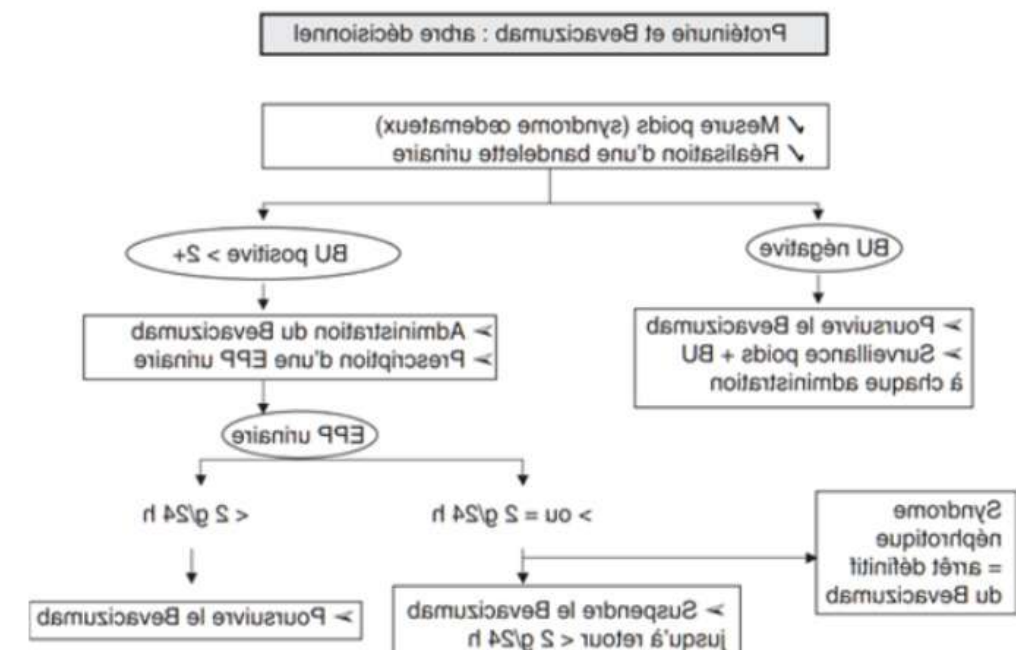 Protéinurie et Bevacizumab : arbre décisionnel
✓ Mesure poids (syndrome œdemateux)
✓ Réalisation d'une bandelette urinaire
BU négative
BU positive > 2+
➢ Poursuivre le Bevacizumab
➢ Surveillance poids + BU
à chaque administration
➢ Administration du Bevacizumab
➢ Prescription d'une EPP urinaire
EPP urinaire
> ou = 2 g/24 h
< 2 g/24 h
Syndrome
néphrotique
= arrêt définitif
du Bevacizumab
➢ Suspendre le Bevacizumab
jusqu'à retour < 2 g/24 h
➢ Poursuivre le Bevacizumab